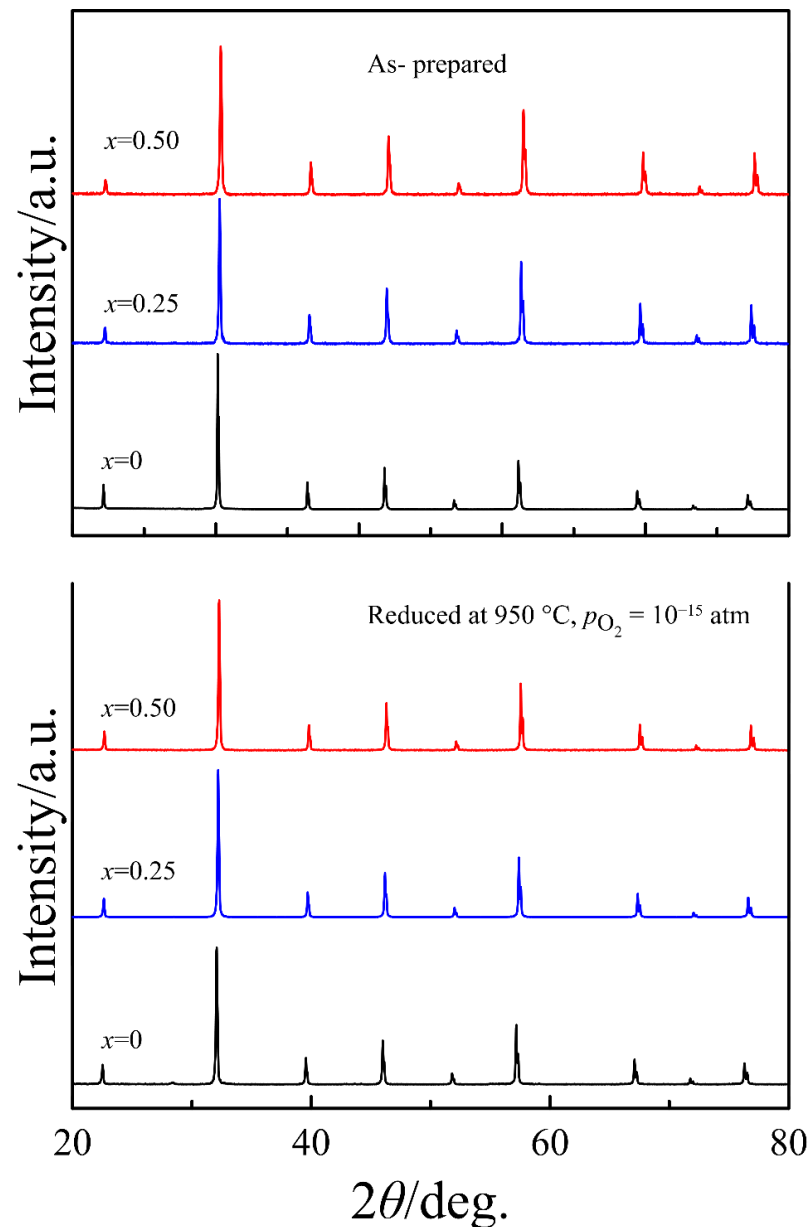 Intensity/a.u.
As- prepared
x=0.50
x=0.25
x=0
Intensity/a.u.
Reduced at 950 °C, pO₂ = 10⁻¹⁵ atm
x=0.50
x=0.25
x=0
20 40 60 80
2θ/deg.